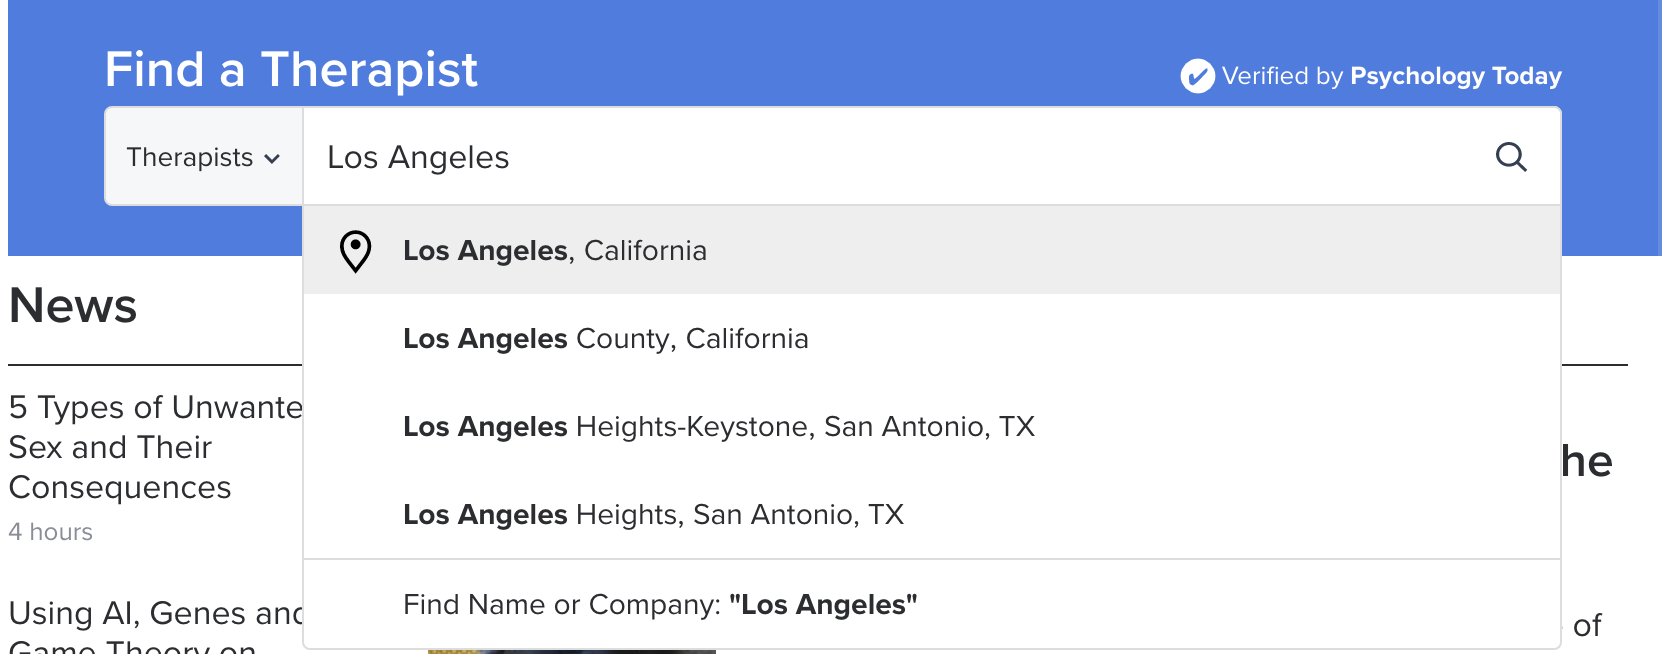 Find a Therapist
Verified by Psychology Today
Therapists
Los Angeles
Los Angeles, California
Los Angeles County, California
Los Angeles Heights-Keystone, San Antonio, TX
Los Angeles Heights, San Antonio, TX
Find Name or Company: "Los Angeles"
News
5 Types of Unwante
Sex and Their
Consequences
4 hours
Using AI, Genes and
Game Theory on
he
of